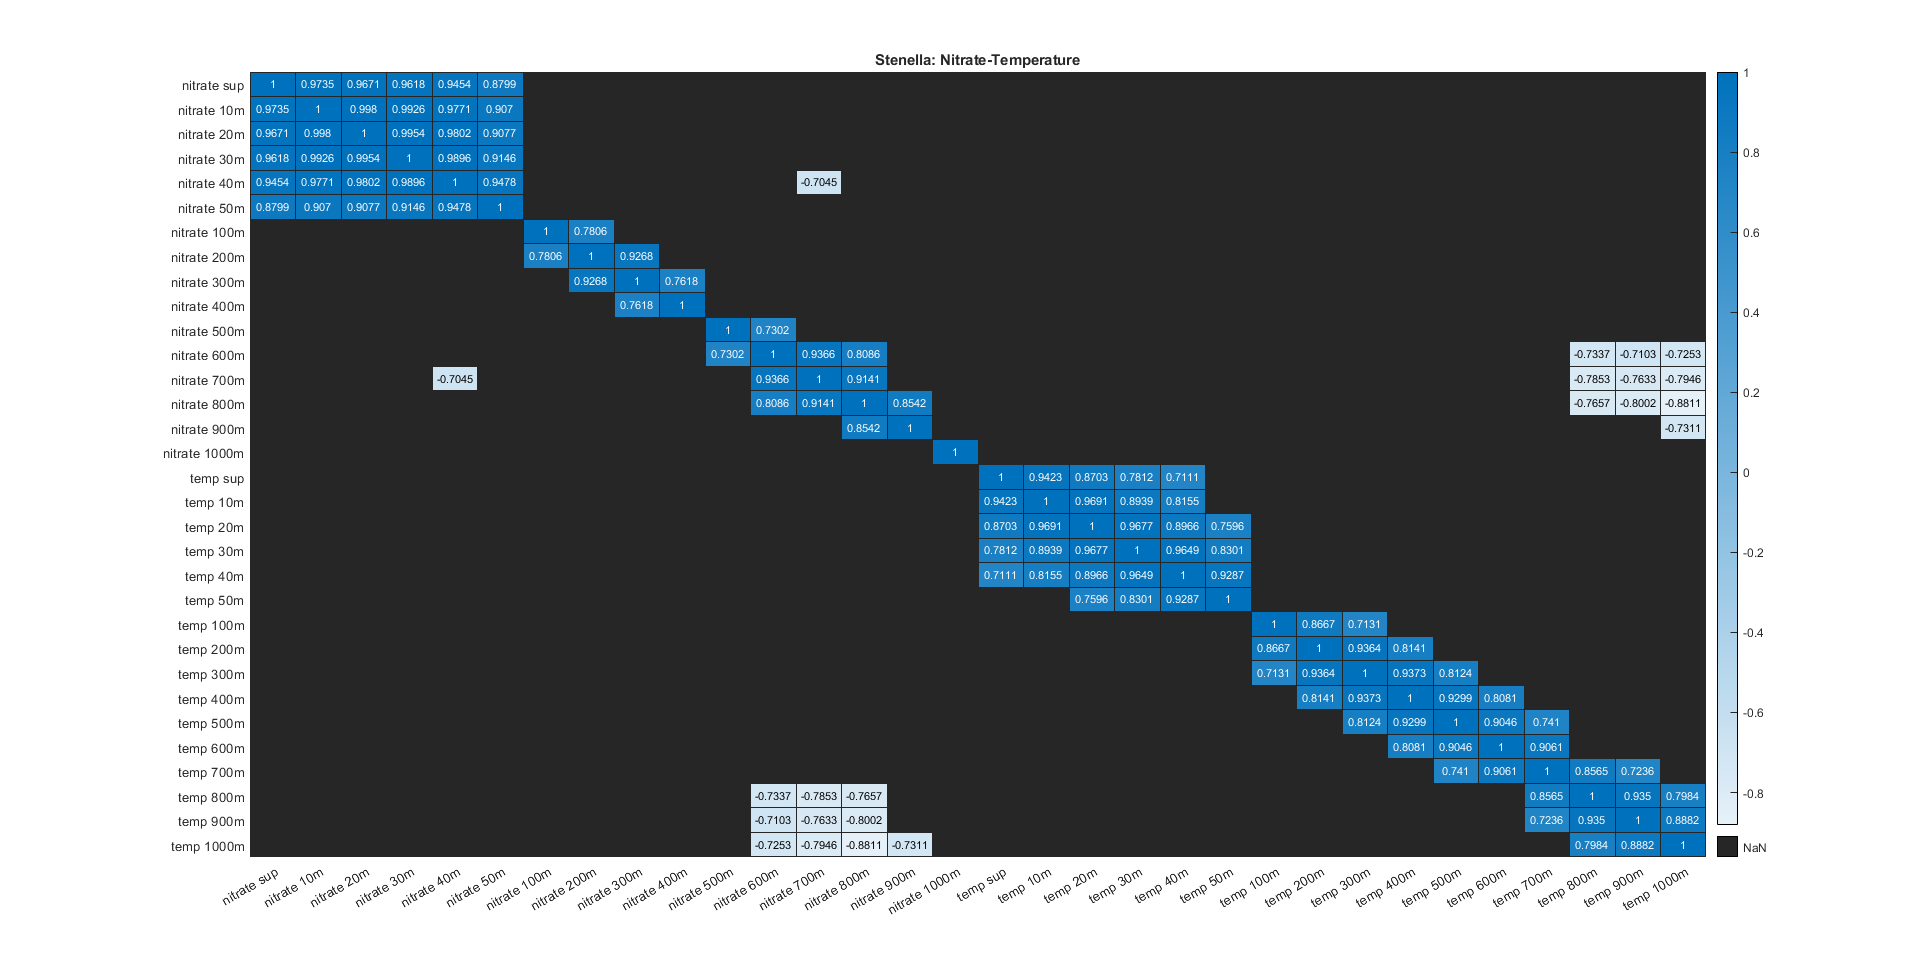 Stenella: Nitrate-Temperature
nitrate sup 1 0.9735 0.9671 0.9618 0.9454 0.8799
nitrate 10m 0.9735 1 0.998 0.9926 0.9771 0.907
nitrate 20m 0.9671 0.998 1 0.9954 0.9802 0.9077
nitrate 30m 0.9618 0.9926 0.9954 1 0.9896 0.9146
nitrate 40m 0.9454 0.9771 0.9802 0.9896 1 0.9478 -0.7045
nitrate 50m 0.8799 0.907 0.9077 0.9146 0.9478 1
nitrate 100m 1 0.7806
nitrate 200m 0.7806 1 0.9268
nitrate 300m 0.9268 1 0.7618
nitrate 400m 0.7618 1
nitrate 500m 1 0.7302
nitrate 600m 0.7302 1 0.9366 0.8086 -0.7337 -0.7103 -0.7253
nitrate 700m -0.7045 0.9366 1 0.9141 -0.7853 -0.7633 -0.7946
nitrate 800m 0.8086 0.9141 1 0.8542 -0.7657 -0.8002 -0.8811
nitrate 900m 0.8542 1 -0.7311
nitrate 1000m 1
temp sup 1 0.9423 0.8703 0.7812 0.7111
temp 10m 0.9423 1 0.9691 0.8939 0.8155
temp 20m 0.8703 0.9691 1 0.9677 0.8966 0.7596
temp 30m 0.7812 0.8939 0.9677 1 0.9649 0.8301
temp 40m 0.7111 0.8155 0.8966 0.9649 1 0.9287
temp 50m 0.7596 0.8301 0.9287 1
temp 100m 1 0.8667 0.7131
temp 200m 0.8667 1 0.9364 0.8141
temp 300m 0.7131 0.9364 1 0.9373 0.8124
temp 400m 0.8141 0.9373 1 0.9299 0.8081
temp 500m 0.8124 0.9299 1 0.9046 0.741
temp 600m 0.8081 0.9046 1 0.9061
temp 700m 0.741 0.9061 1 0.8565 0.7236
temp 800m -0.7337 -0.7853 -0.7657 0.8565 1 0.935 0.7984
temp 900m -0.7103 -0.7633 -0.8002 0.7236 0.935 1 0.8882
temp 1000m -0.7253 -0.7946 -0.8811 -0.7311 0.7984 0.8882 1
nitrate sup nitrate 10m nitrate 20m nitrate 30m nitrate 40m nitrate 50m nitrate 100m nitrate 200m nitrate 300m nitrate 400m nitrate 500m nitrate 600m nitrate 700m nitrate 800m nitrate 900m nitrate 1000m temp sup temp 10m temp 20m temp 30m temp 40m temp 50m temp 100m temp 200m temp 300m temp 400m temp 500m temp 600m temp 700m temp 800m temp 900m temp 1000m
1
0.8
0.6
0.4
0.2
0
-0.2
-0.4
-0.6
-0.8
NaN